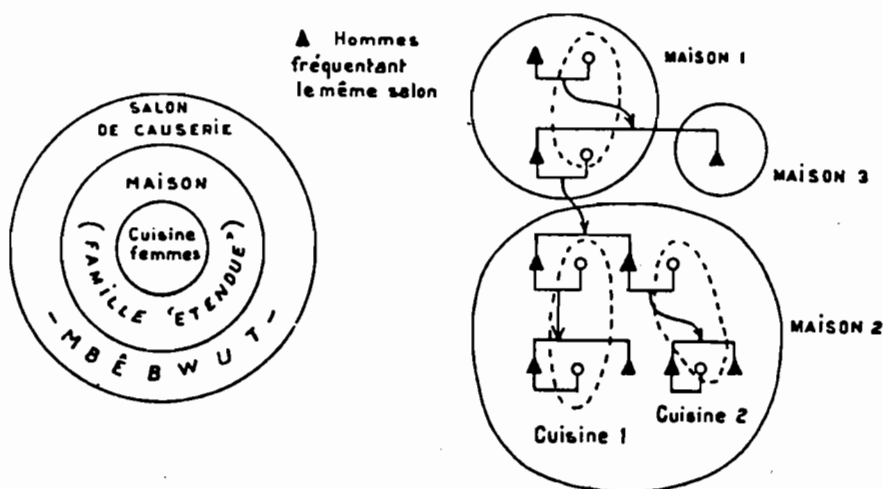 SALON
DE CAUSERIE
MAISON
Cuisine
femmes
(FAMILLE 'ETENDUE")
- MBÊBWUT -
▲ Hommes
fréquentant
le même salon
MAISON 1
MAISON 3
MAISON 2
Cuisine 1
Cuisine 2